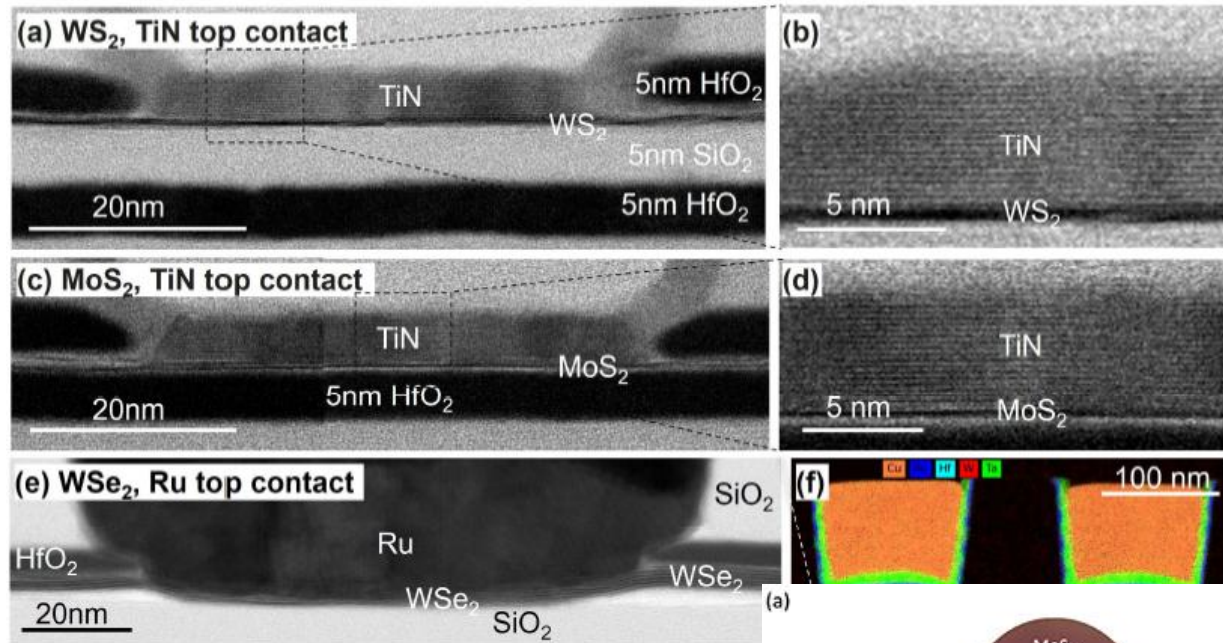 (a) WS₂, TiN top contact
5nm HfO₂
TiN
WS₂
5nm SiO₂
20nm
5nm HfO₂
(b)
TiN
5 nm
WS₂
(c) MoS₂, TiN top contact
TiN
MoS₂
5nm HfO₂
20nm
(d)
TiN
5 nm
MoS₂
(e) WSe₂, Ru top contact
SiO₂
Ru
HfO₂
WSe₂
WSe₂
20nm
SiO₂
(f)
Cu Hf W Ta
100 nm
(a)